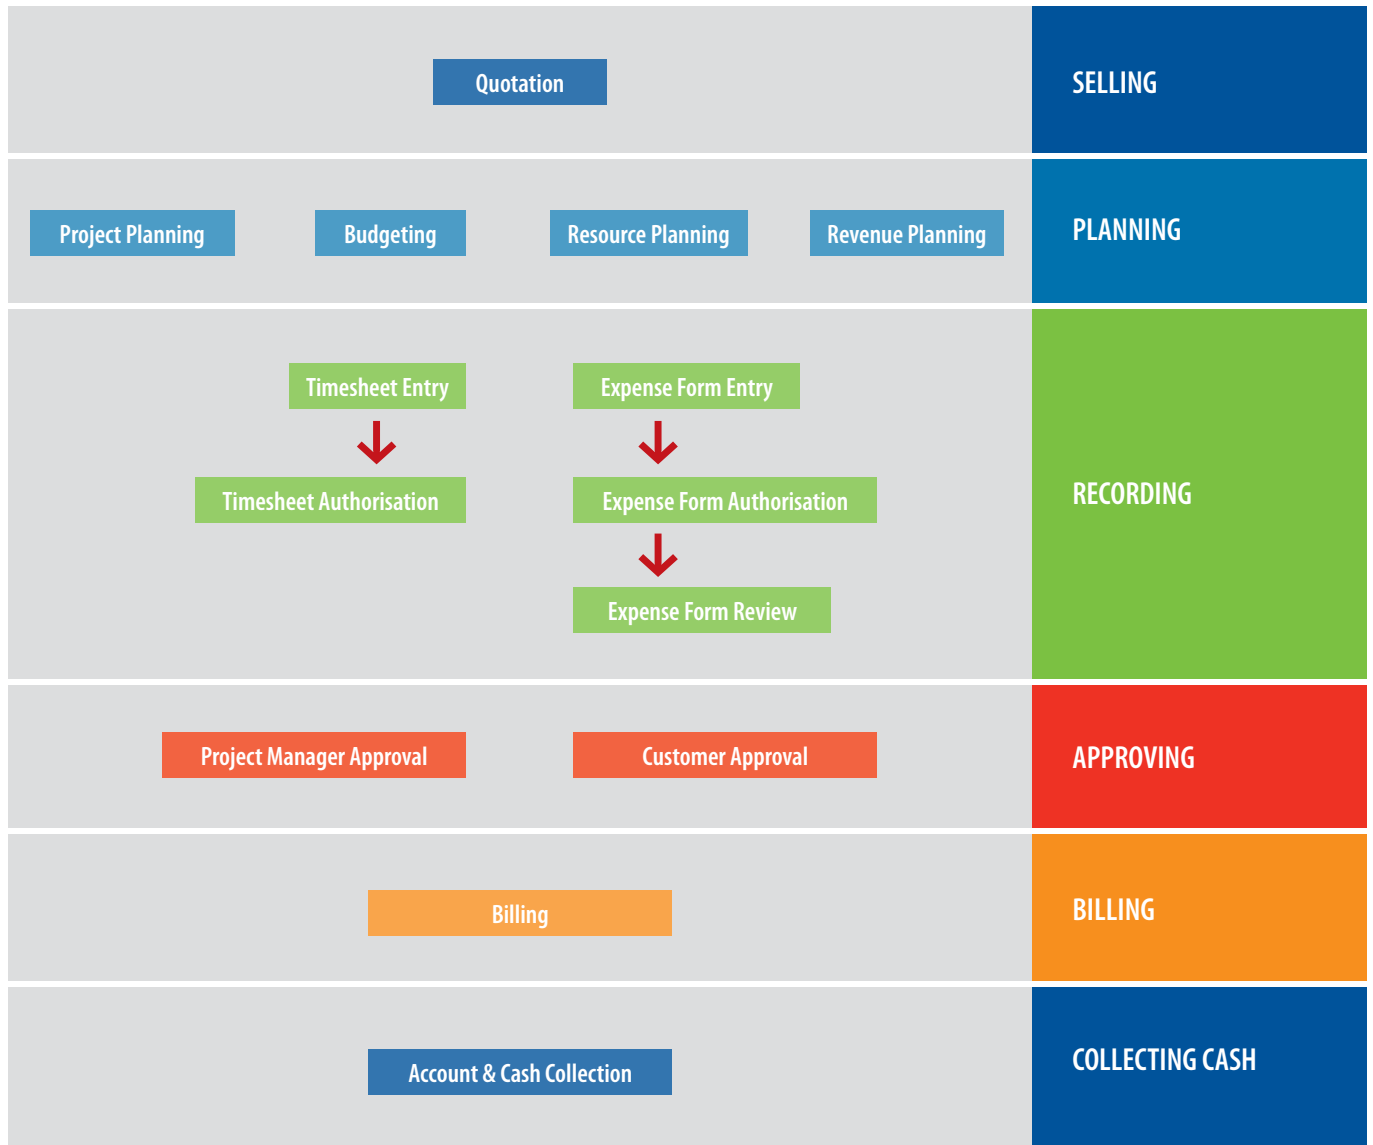 Quotation
SELLING
Project Planning
Budgeting
Resource Planning
Revenue Planning
PLANNING
Timesheet Entry
Expense Form Entry
Timesheet Authorisation
Expense Form Authorisation
Expense Form Review
RECORDING
Project Manager Approval
Customer Approval
APPROVING
Billing
BILLING
Account & Cash Collection
COLLECTING CASH